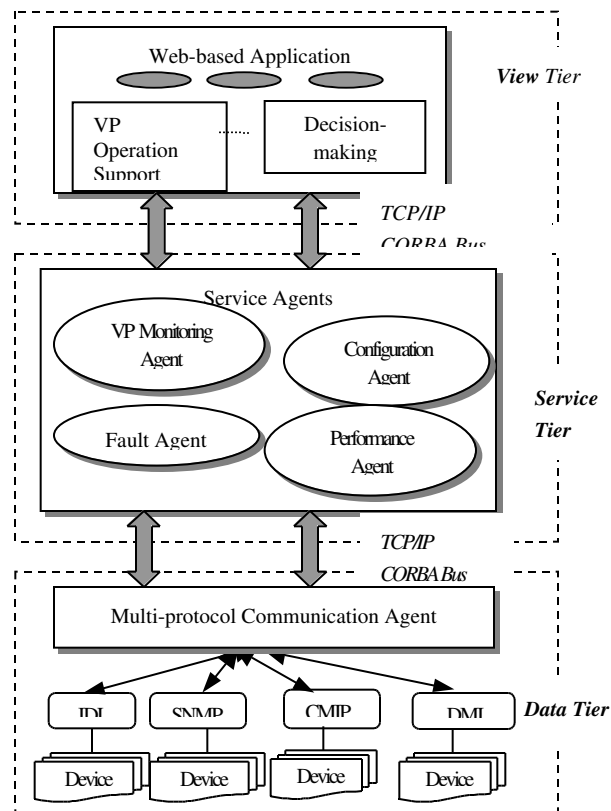 Web-based Application
View Tier
VP
Operation
Support
........
Decision-
making
TCP/IP
CORBA Bus
Service Agents
VP Monitoring
Agent
Configuration
Agent
Service
Tier
Fault Agent
Performance
Agent
TCP/IP
CORBA Bus
Multi-protocol Communication Agent
SNMP
CMIP
Data Tier
Device
Device
Device
Device